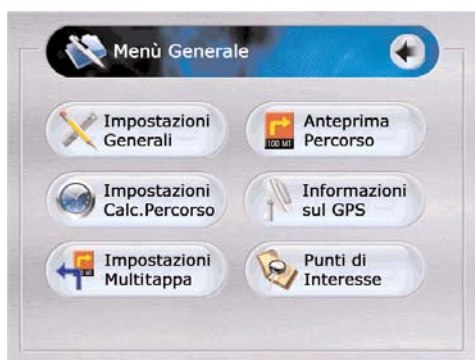 Menù Generale
Impostazioni
Generali
Anteprima
Percorso
100 MT
Impostazioni
Calc.Percorso
Informazioni
sul GPS
Impostazioni
Multitappa
Punti di
Interesse